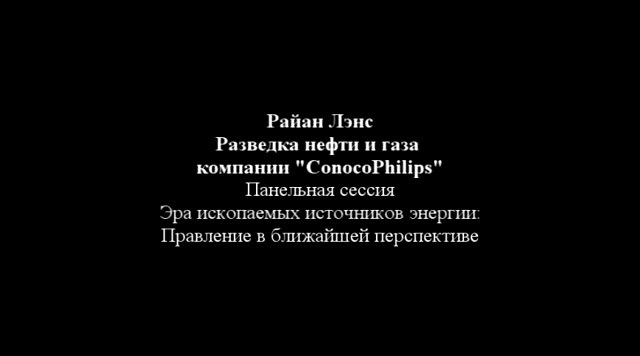 Райан Лэнс
Разведка нефти и газа
компании "ConocoPhilips"
Панельная сессия
Эра ископаемых источников энергии:
Правление в ближайшей перспективе